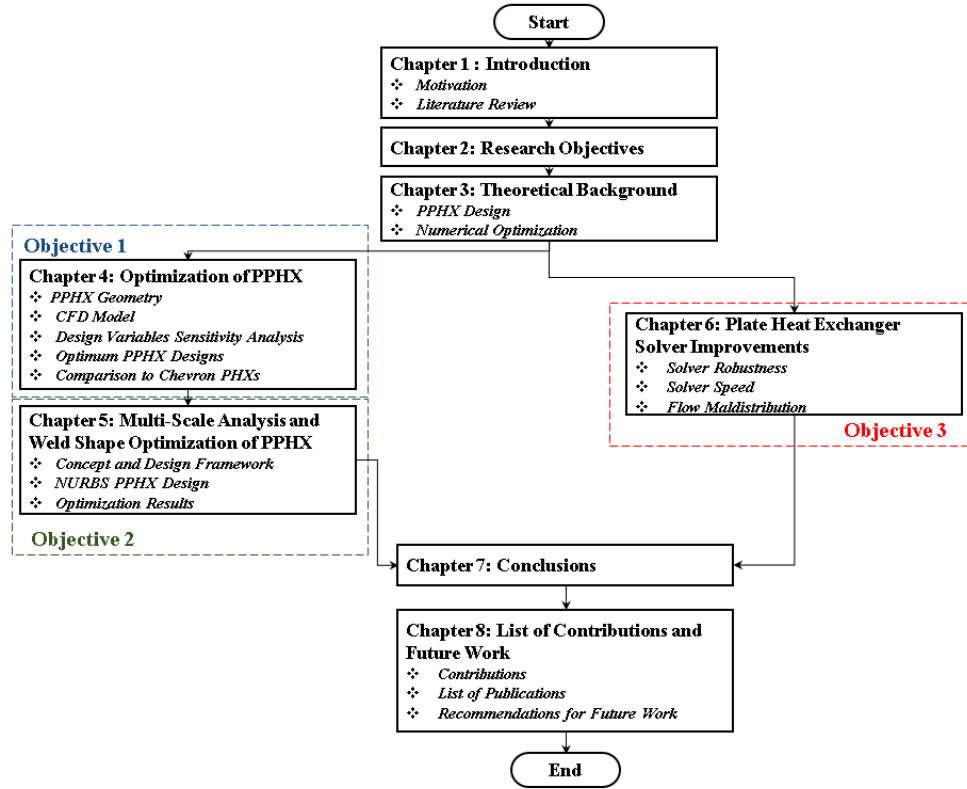 Start
Chapter 1 : Introduction
❖ Motivation
❖ Literature Review
Chapter 2: Research Objectives
Chapter 3: Theoretical Background
❖ PPHX Design
❖ Numerical Optimization
Objective 1
Chapter 4: Optimization of PPHX
❖ PPHX Geometry
❖ CFD Model
❖ Design Variables Sensitivity Analysis
❖ Optimum PPHX Designs
❖ Comparison to Chevron PHXs
Chapter 5: Multi-Scale Analysis and
Weld Shape Optimization of PPHX
❖ Concept and Design Framework
❖ NURBS PPHX Design
❖ Optimization Results
Objective 2
Chapter 6: Plate Heat Exchanger
Solver Improvements
❖ Solver Robustness
❖ Solver Speed
❖ Flow Maldistribution
Objective 3
Chapter 7: Conclusions
Chapter 8: List of Contributions and
Future Work
❖ Contributions
❖ List of Publications
❖ Recommendations for Future Work
End